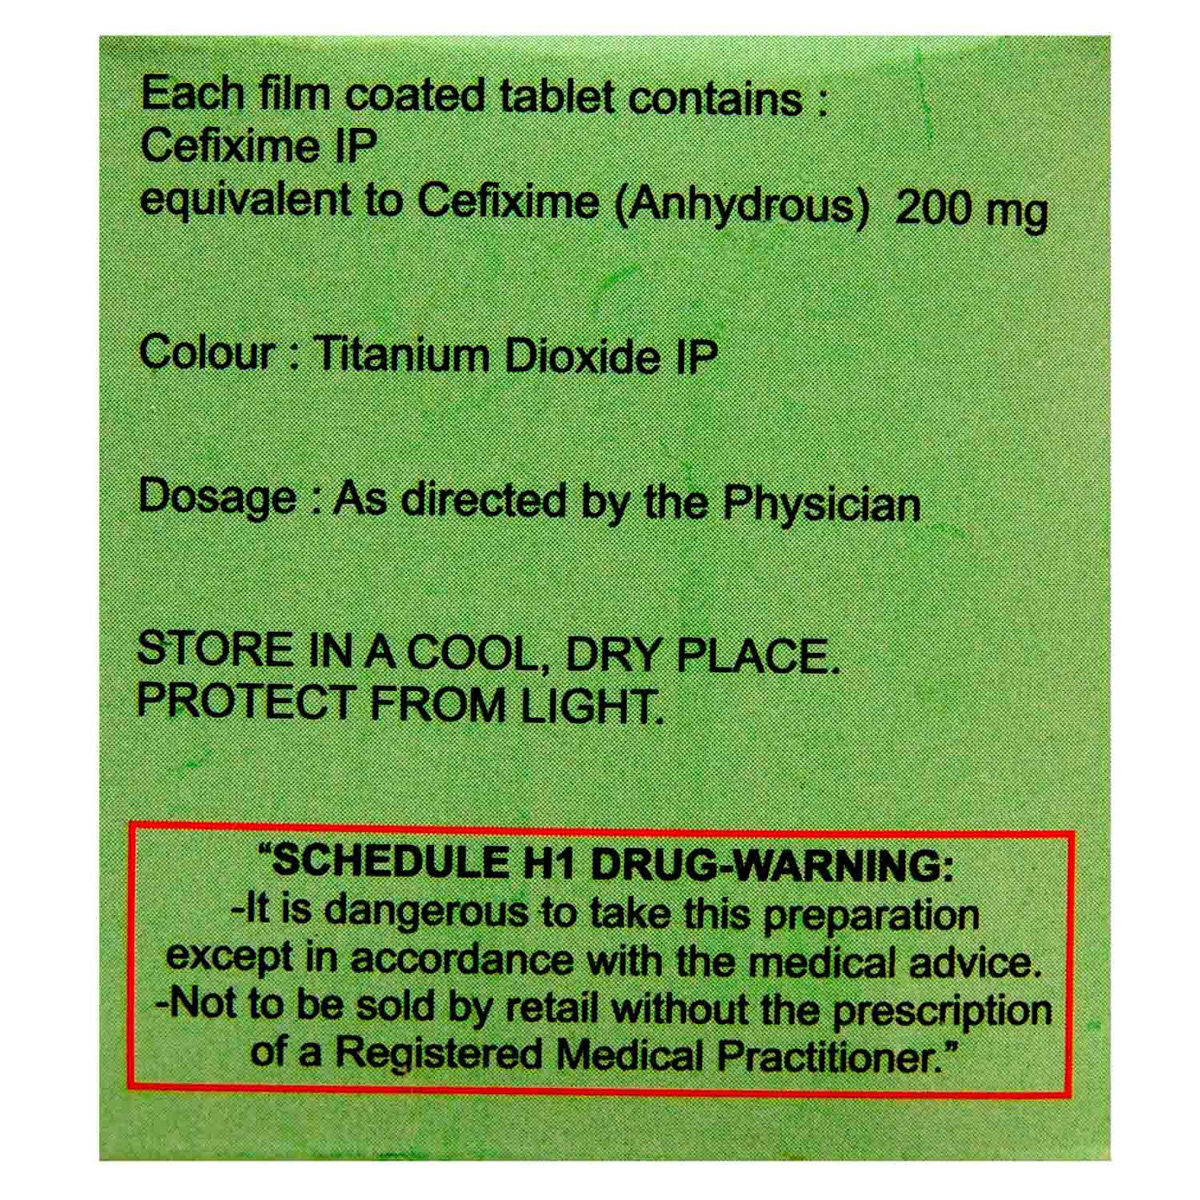 Each film coated tablet contains :
Cefixime IP
equivalent to Cefixime (Anhydrous) 200 mg
Colour : Titanium Dioxide IP
Dosage : As directed by the Physician
STORE IN A COOL, DRY PLACE.
PROTECT FROM LIGHT.
“SCHEDULE H1 DRUG-WARNING:
-It is dangerous to take this preparation
except in accordance with the medical advice.
-Not to be sold by retail without the prescription
of a Registered Medical Practitioner.”